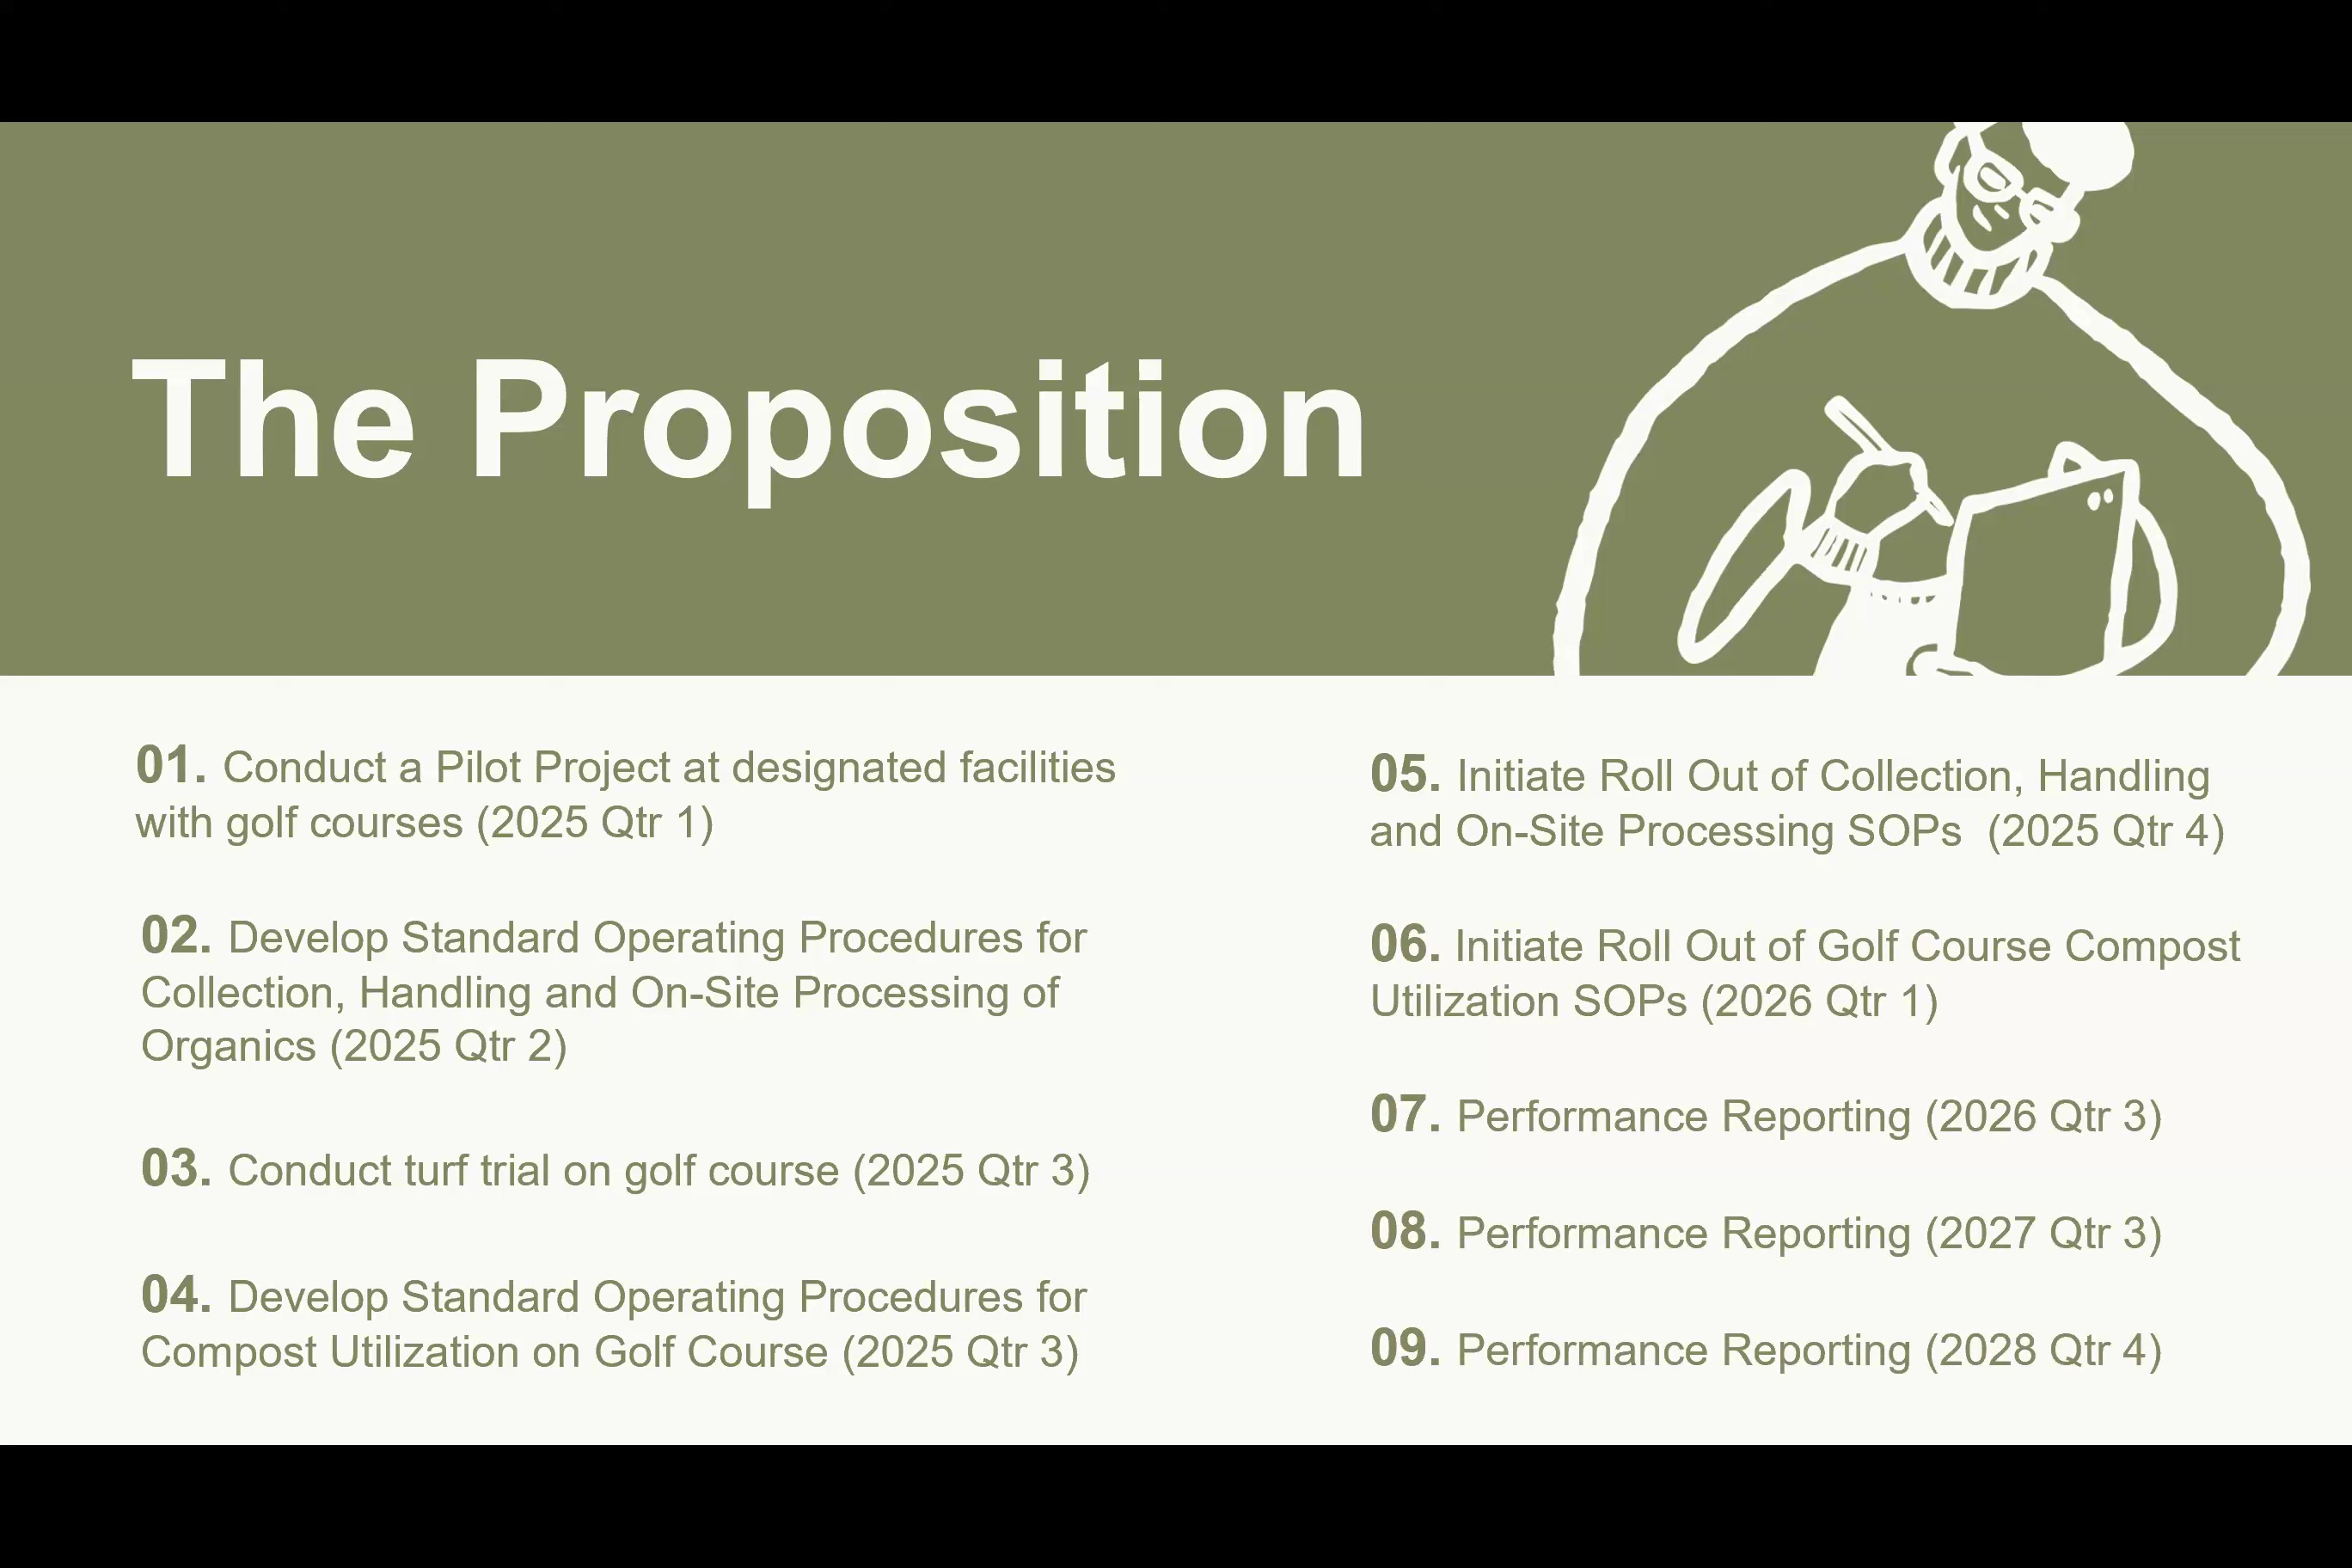 The Proposition
01. Conduct a Pilot Project at designated facilities
with golf courses (2025 Qtr 1)
02. Develop Standard Operating Procedures for
Collection, Handling and On-Site Processing of
Organics (2025 Qtr 2)
03. Conduct turf trial on golf course (2025 Qtr 3)
04. Develop Standard Operating Procedures for
Compost Utilization on Golf Course (2025 Qtr 3)
05. Initiate Roll Out of Collection, Handling
and On-Site Processing SOPs  (2025 Qtr 4)
06. Initiate Roll Out of Golf Course Compost
Utilization SOPs (2026 Qtr 1)
07. Performance Reporting (2026 Qtr 3)
08. Performance Reporting (2027 Qtr 3)
09. Performance Reporting (2028 Qtr 4)